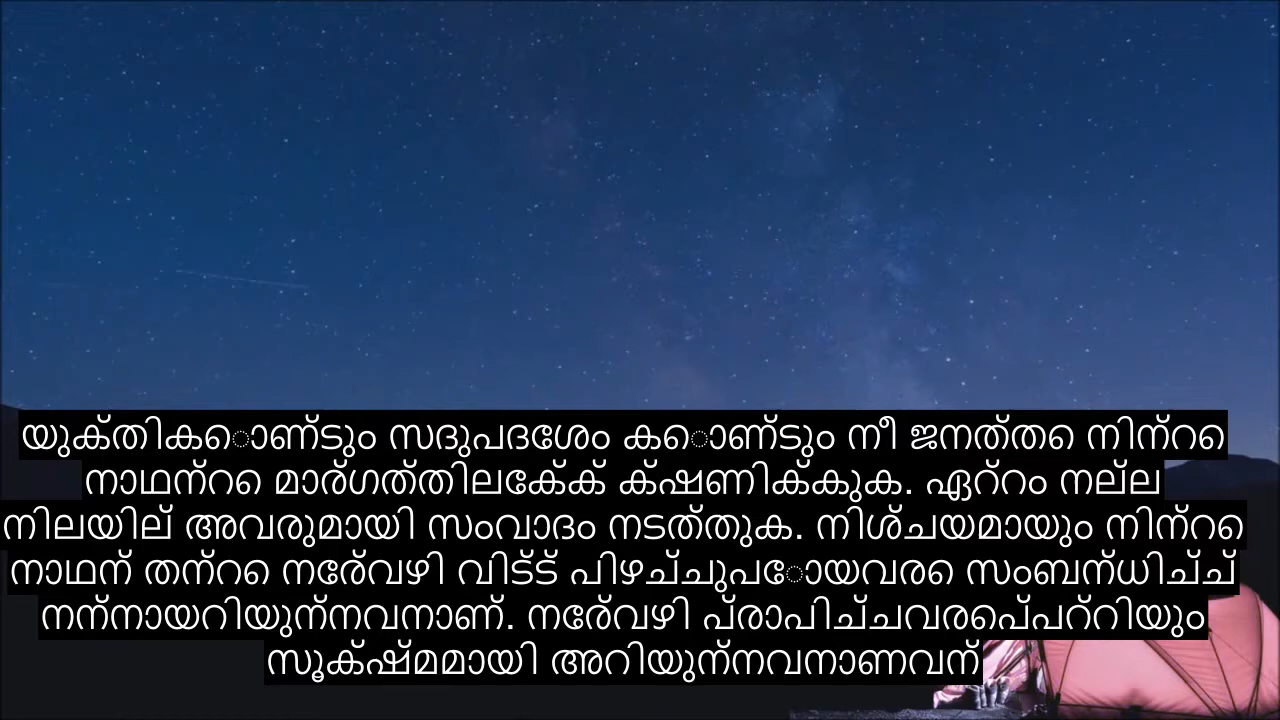 യുക്തികൊണ്ടും സദുപദേശം കൊണ്ടും നീ ജനത്തെ നിന്റെ
നാഥന്റെ മാര്ഗത്തിലേക്ക് ക്ഷണിക്കുക. ഏറ്റം നല്ല
നിലയില് അവരുമായി സംവാദം നടത്തുക. നിശ്ചയമായും നിന്റെ
നാഥന് തന്റെ നേര്വഴി വിട്ട് പിഴച്ചുപോയവരെ സംബന്ധിച്ച്
നന്നായറിയുന്നവനാണ്. നേര്വഴി പ്രാപിച്ചവരെപ്പെറ്റിയും
സൂക്ഷ്മമായി അറിയുന്നവനാണവന്